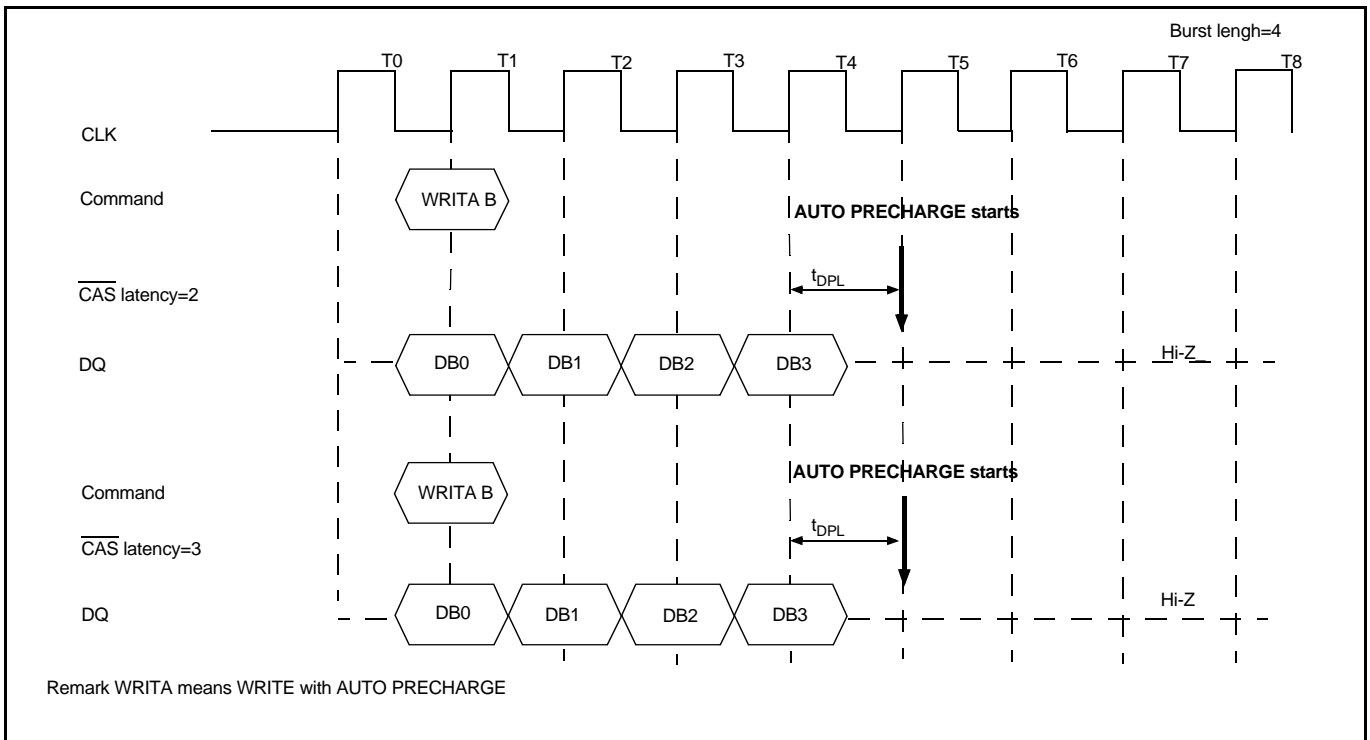 Burst lengh=4
T0 T1 T2 T3 T4 T5 T6 T7 T8
CLK
Command
WRITA B
AUTO PRECHARGE starts
CAS latency=2
tDPL
DQ
DB0 DB1 DB2 DB3
Hi-Z
Command
WRITA B
AUTO PRECHARGE starts
CAS latency=3
tDPL
DQ
DB0 DB1 DB2 DB3
Hi-Z
Remark WRITA means WRITE with AUTO PRECHARGE